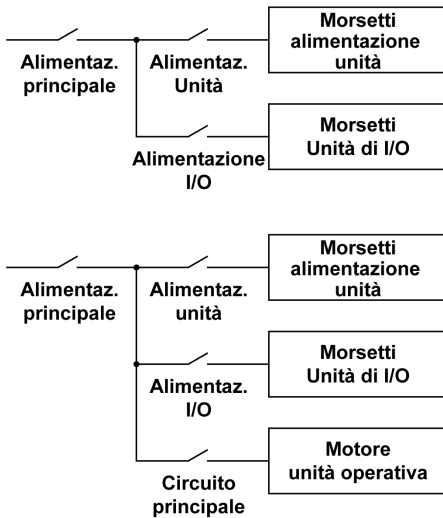 Morsetti
alimentazione
unità
Alimentaz.
principale
Alimentaz.
Unità
Morsetti
Unità di I/O
Alimentazione
I/O
Morsetti
alimentazione
unità
Alimentaz.
principale
Alimentaz.
unità
Morsetti
Unità di I/O
Alimentaz.
I/O
Motore
unità operativa
Circuito
principale